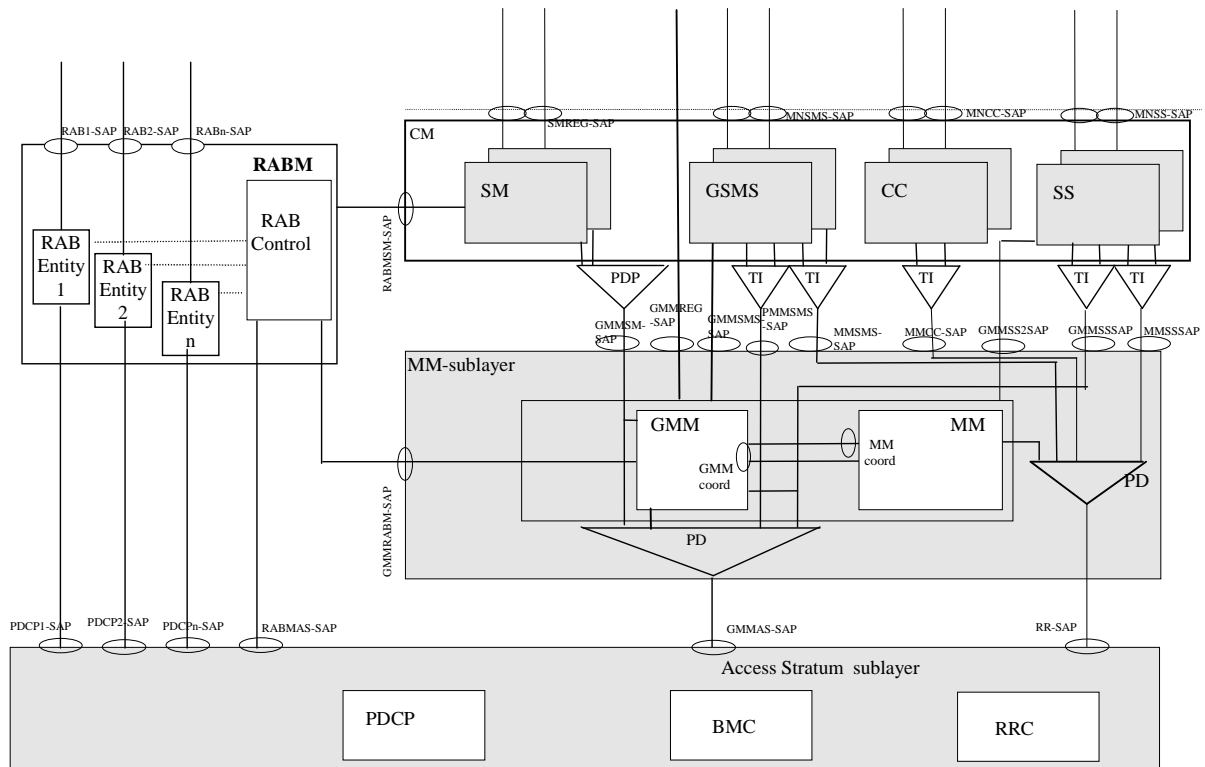 RAB1-SAP
RAB2-SAP
RABn-SAP
SMREG-SAP
MNSMS-SAP
MNCC-SAP
MNSS-SAP
CM
RABM
RAB
Control
RAB
Entity
1
RAB
Entity
2
RAB
Entity
n
RABMSM-SAP
SM
GSMS
CC
SS
PDP
TI
TI
TI
TI
TI
GMMSM-
SAP
GMMREG
-SAP
GMMSMS-
SAP
PMMSMS
-SAP
MMSMS-
SAP
MMCC-SAP
GMMSS2SAP
GMMSSSAP
MMSSSAP
MM-sublayer
GMM
GMM
coord
MM
MM
coord
PD
PD
GMMRABM-SAP
PDCP1-SAP
PDCP2-SAP
PDCPn-SAP
RABMAS-SAP
GMMAS-SAP
RR-SAP
Access Stratum sublayer
PDCP
BMC
RRC